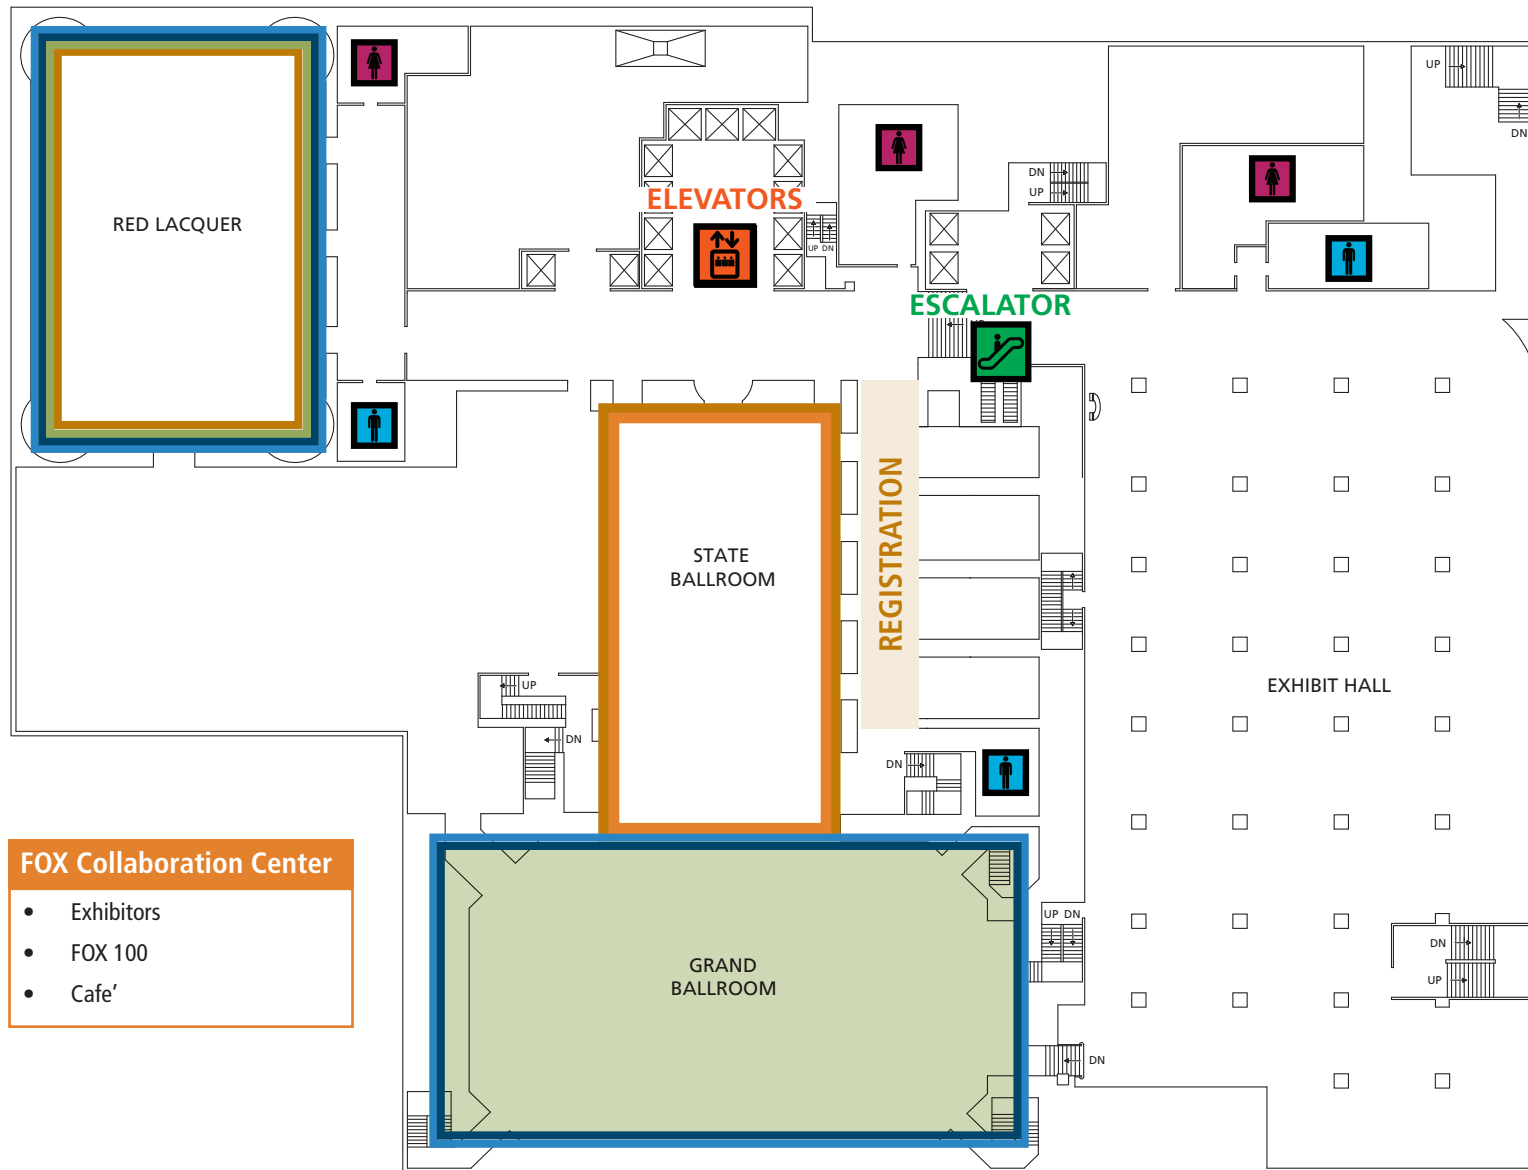 UP
DN
DN
UP
RED LACQUER
ELEVATORS
UP DN
ESCALATOR
STATE
BALLROOM
REGISTRATION
EXHIBIT HALL
UP
DN
DN
FOX Collaboration Center
• Exhibitors
• FOX 100
• Cafe'
UP DN
GRAND
BALLROOM
DN
UP
DN